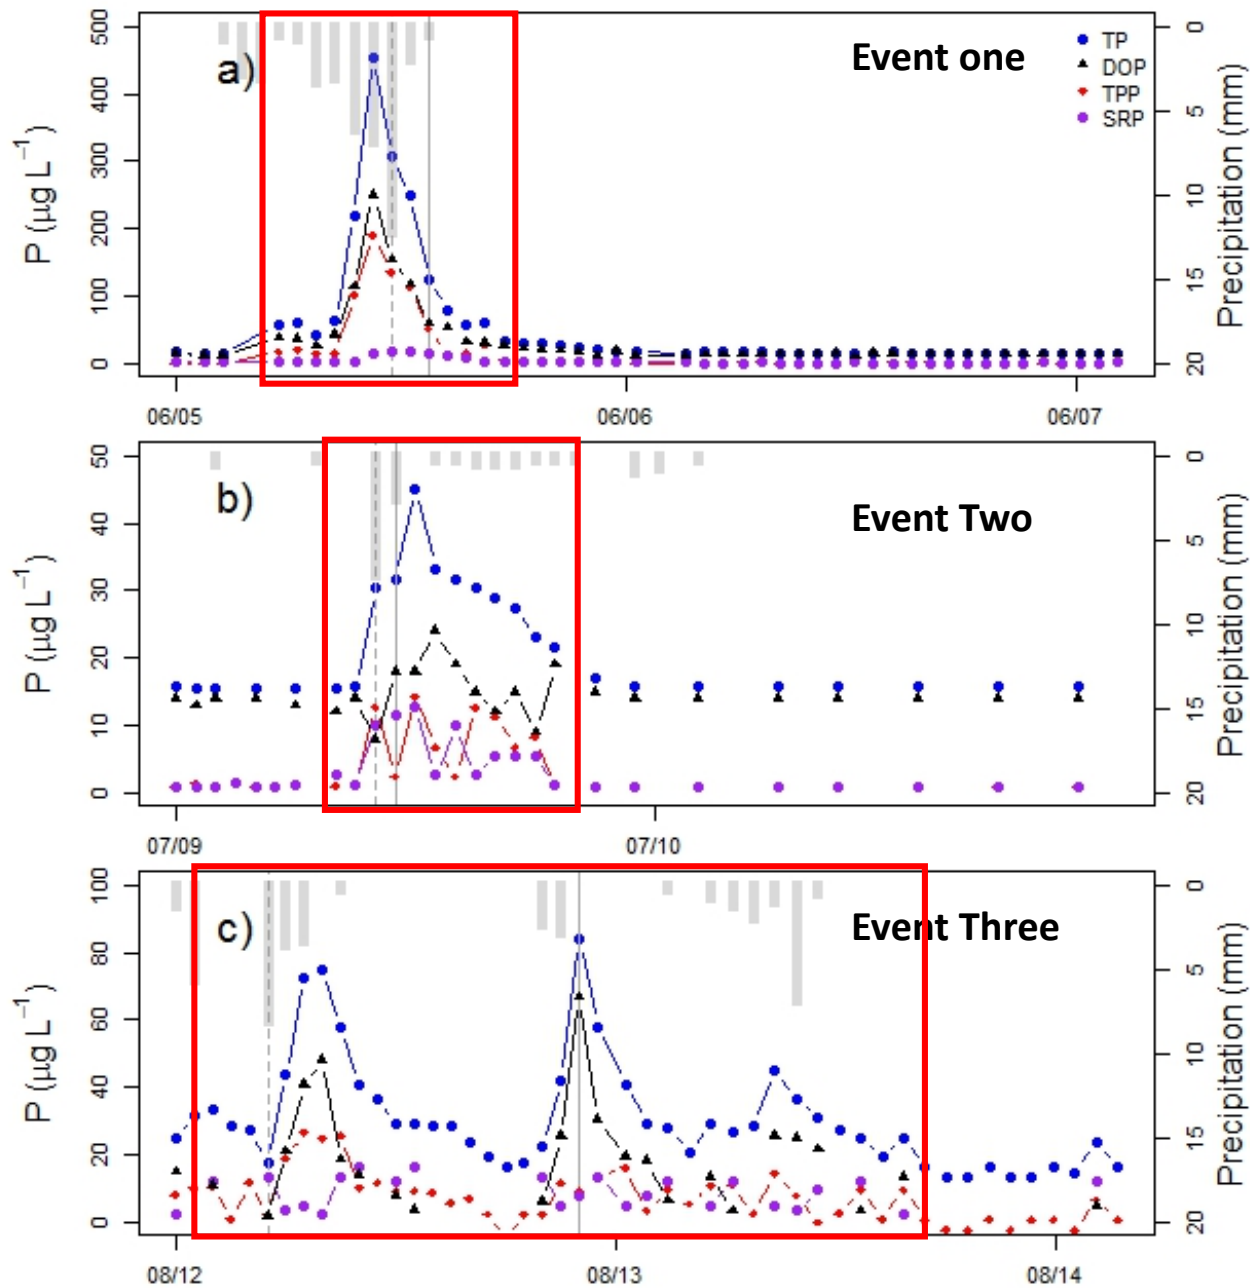 500
400
300
200
100
0
P (µg L⁻¹)
a)
Event one
TP
DOP
TPP
SRP
0
5
10
15
20
Precipitation (mm)
06/05
06/06
06/07
50
40
30
20
10
0
P (µg L⁻¹)
b)
Event Two
0
5
10
15
20
Precipitation (mm)
07/09
07/10
100
80
60
40
20
0
P (µg L⁻¹)
c)
Event Three
0
5
10
15
20
Precipitation (mm)
08/12
08/13
08/14